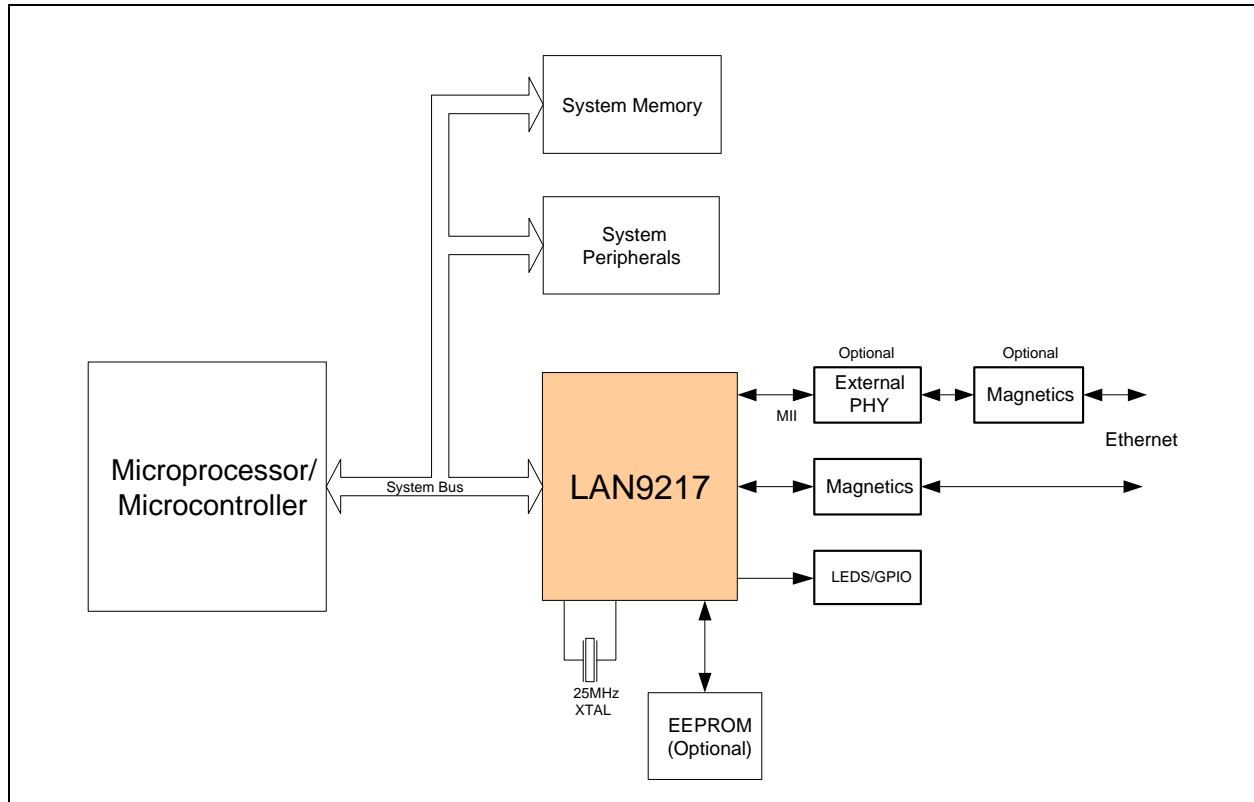 System Memory
System
Peripherals
Microprocessor/
Microcontroller
System Bus
LAN9217
Optional
External
PHY
MII
Optional
Magnetics
Ethernet
Magnetics
LEDS/GPIO
25MHz
XTAL
EEPROM
(Optional)